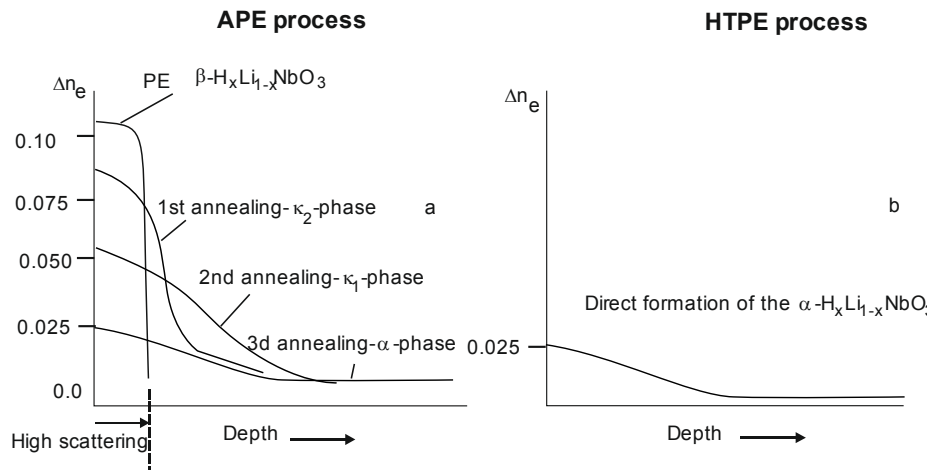 APE process
HTPE process
Δnₑ
PE β-HₓLi₁₋ₓNbO₃
0.10
0.075
1st annealing-κ₂-phase
a
0.050
2nd annealing-κ₁-phase
0.025
3d annealing-α-phase
0.0
High scattering
Depth
Δnₑ
b
Direct formation of the α-HₓLi₁₋ₓNbO₃
0.025
Depth